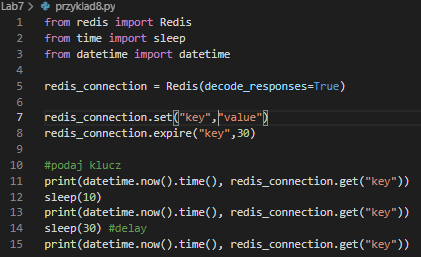 Lab7 > przyklad8.py
1 from redis import Redis
2 from time import sleep
3 from datetime import datetime
4
5 redis_connection = Redis(decode_responses=True)
6
7 redis_connection.set("key","value")
8 redis_connection.expire("key",30)
9
10 #podaj klucz
11 print(datetime.now().time(), redis_connection.get("key"))
12 sleep(10)
13 print(datetime.now().time(), redis_connection.get("key"))
14 sleep(30) #delay
15 print(datetime.now().time(), redis_connection.get("key"))